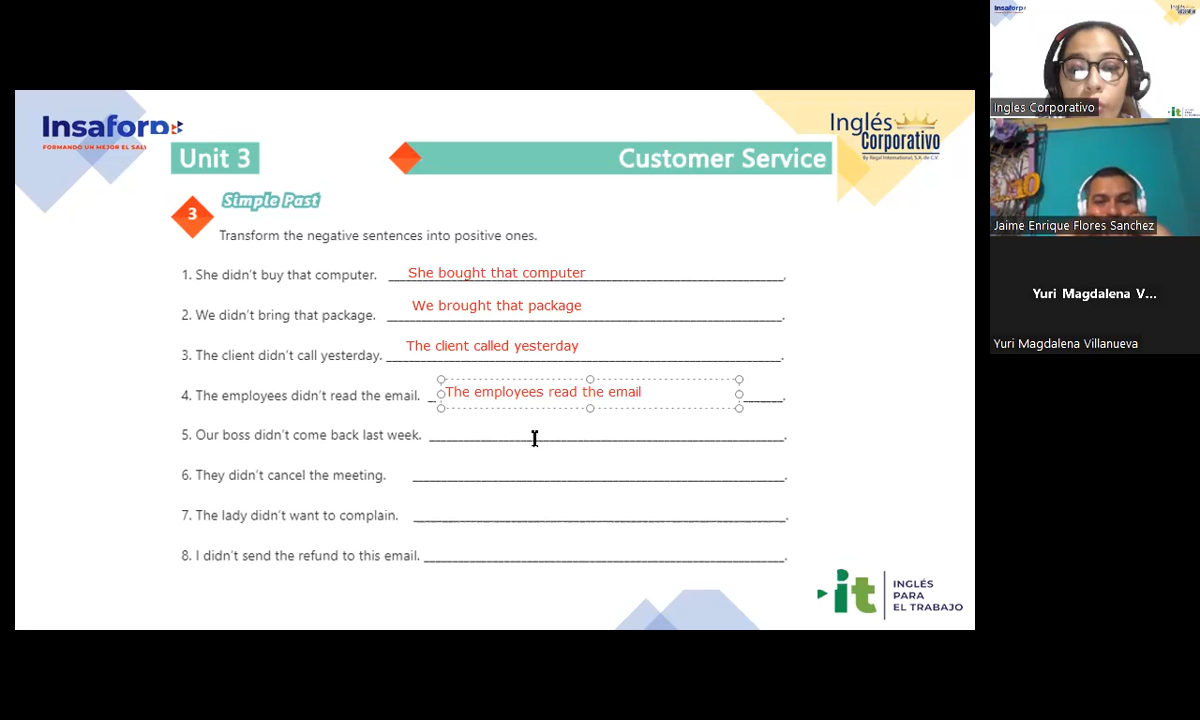 Insaforp
FORMANDO UN MEJOR EL SAL
Inglés
Corporativo
By Regal International, S.A. de C.V.
Unit 3
Customer Service
3
Simple Past
Transform the negative sentences into positive ones.
1. She didn't buy that computer. She bought that computer.
2. We didn't bring that package. We brought that package.
3. The client didn't call yesterday. The client called yesterday.
4. The employees didn't read the email. The employees read the email.
5. Our boss didn't come back last week. .
6. They didn't cancel the meeting. .
7. The lady didn't want to complain. .
8. I didn't send the refund to this email. .
it
INGLÉS
PARA
EL TRABAJO
Insaforp
Inglés
Corporativo
Ingles Corporativo
it
Jaime Enrique Flores Sanchez
Yuri Magdalena V...
Yuri Magdalena Villanueva